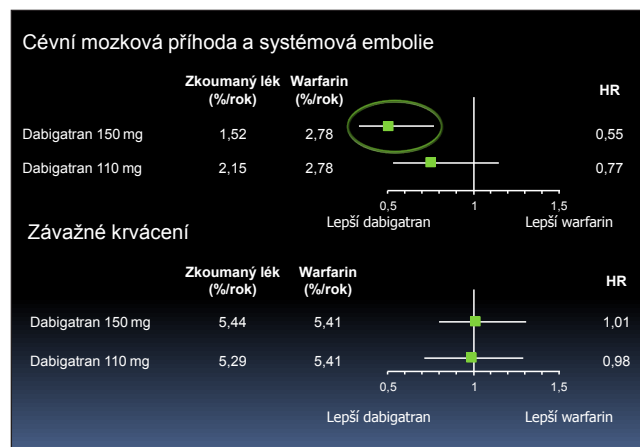 Cévní mozková příhoda a systémová embolie
Zkoumaný lék Warfarin
(%/rok) (%/rok) HR
Dabigatran 150 mg 1,52 2,78 0,55
Dabigatran 110 mg 2,15 2,78 0,77
0,5 1 1,5
Lepší dabigatran Lepší warfarin
Závažné krvácení
Zkoumaný lék Warfarin
(%/rok) (%/rok) HR
Dabigatran 150 mg 5,44 5,41 1,01
Dabigatran 110 mg 5,29 5,41 0,98
0,5 1 1,5
Lepší dabigatran Lepší warfarin